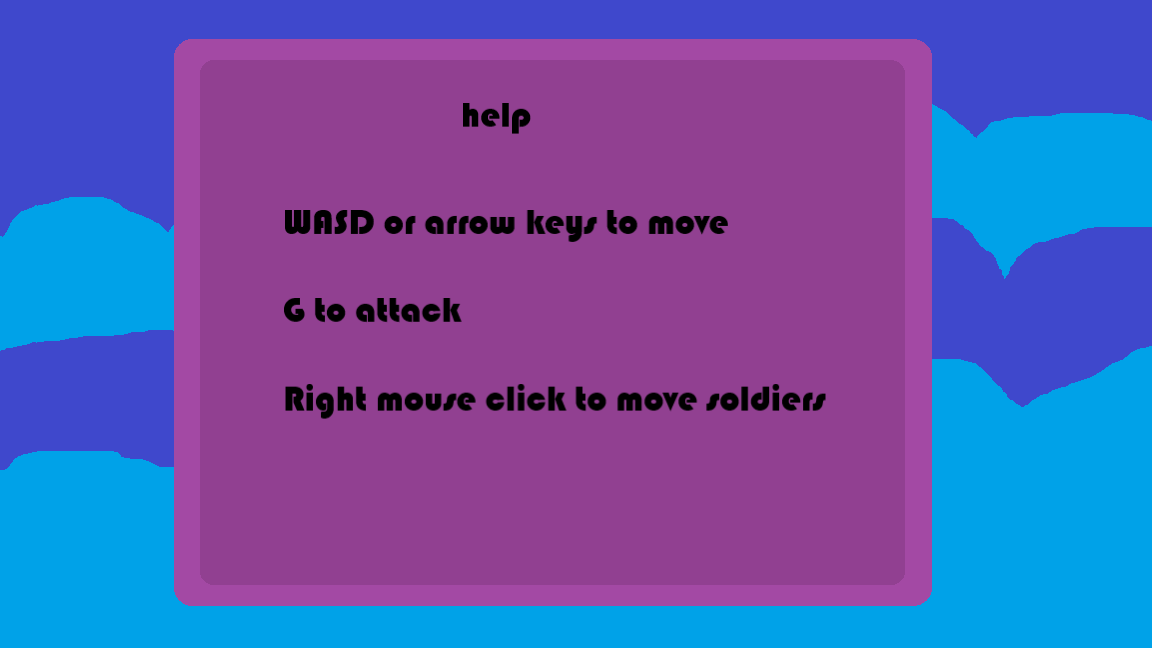 help
WASD or arrow keys to move
G to attack
Right mouse click to move soldiers